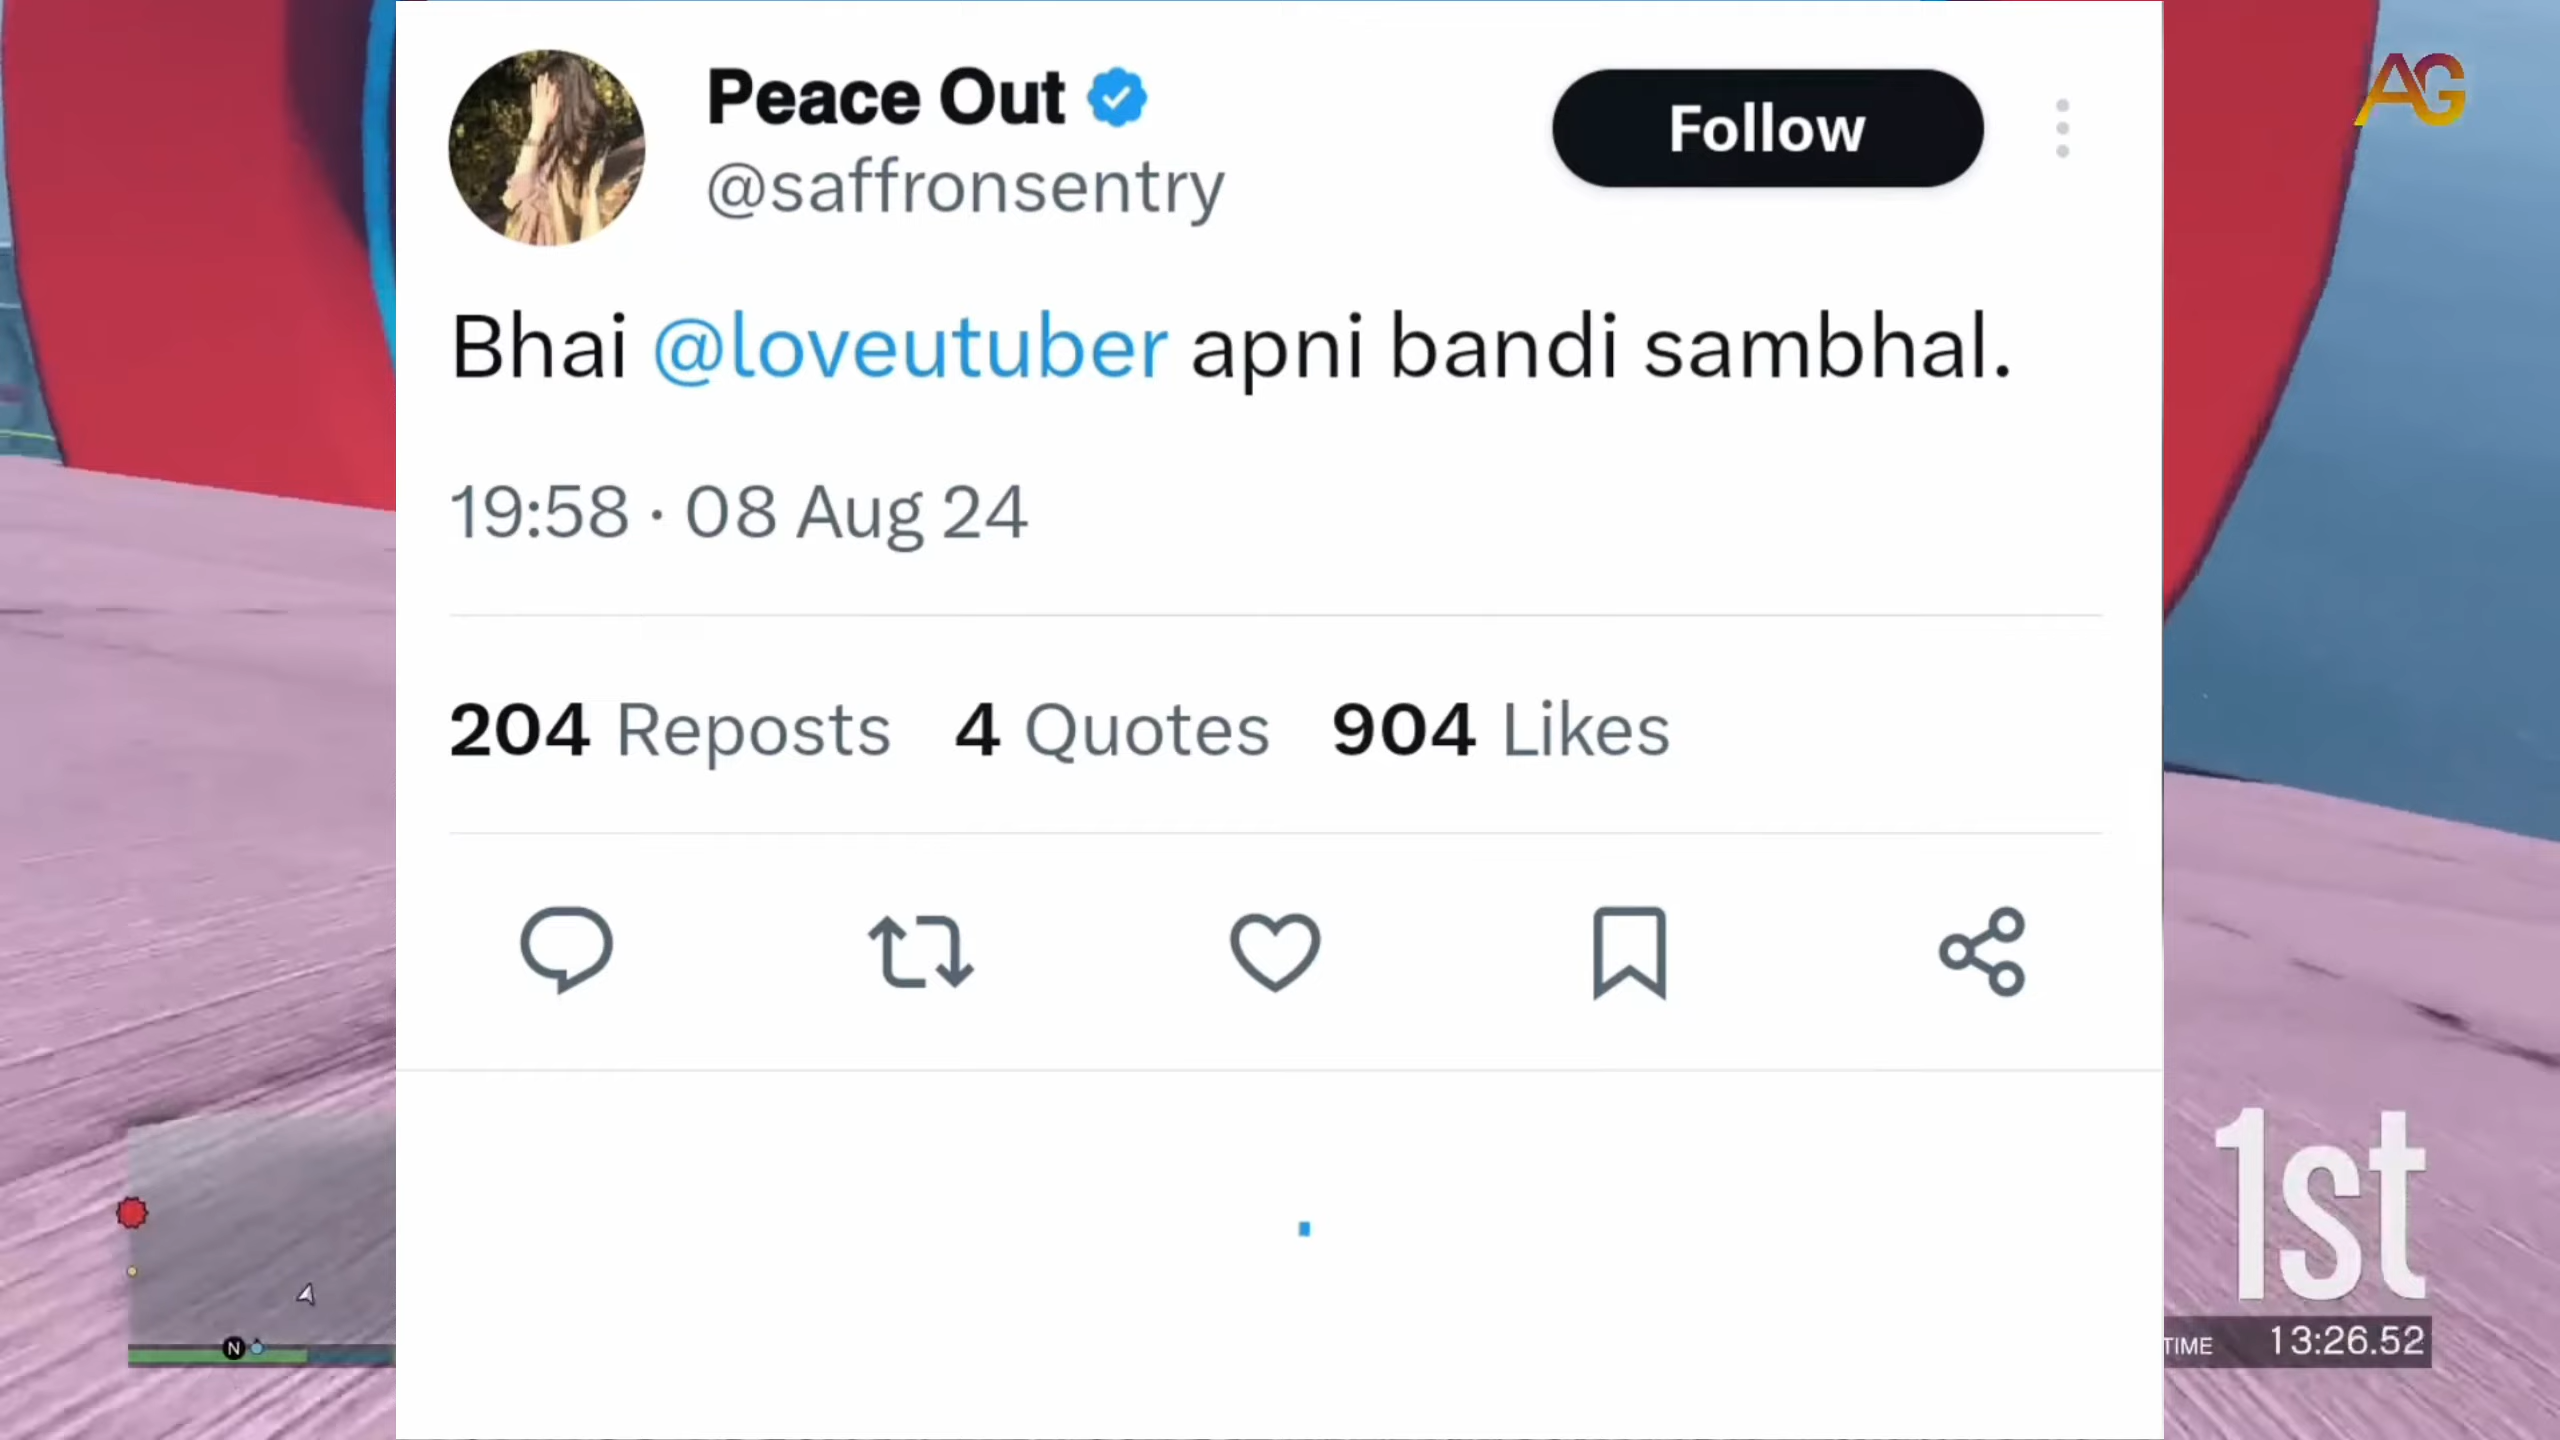 Peace Out
@saffronsentry
Follow
AG
Bhai @loveutuber apni bandi sambhal.
19:58 · 08 Aug 24
204 Reposts 4 Quotes 904 Likes
N
1st
TIME 13:26.52